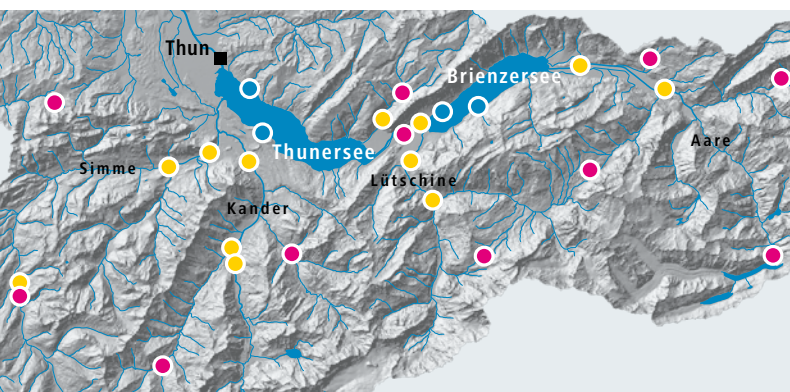 Thun
Brienzersee
Aare
Thunersee
Simme
Lütschine
Kander